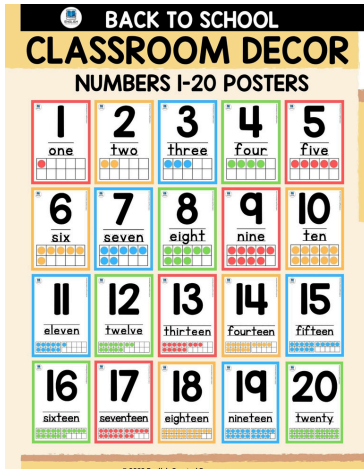 BACK TO SCHOOL
CLASSROOM DECOR
NUMBERS 1-20 POSTERS
1 2 3 4 5
one two three four five
6 7 8 9 10
six seven eight nine ten
11 12 13 14 15
eleven twelve thirteen fourteen fifteen
16 17 18 19 20
sixteen seventeen eighteen nineteen twenty